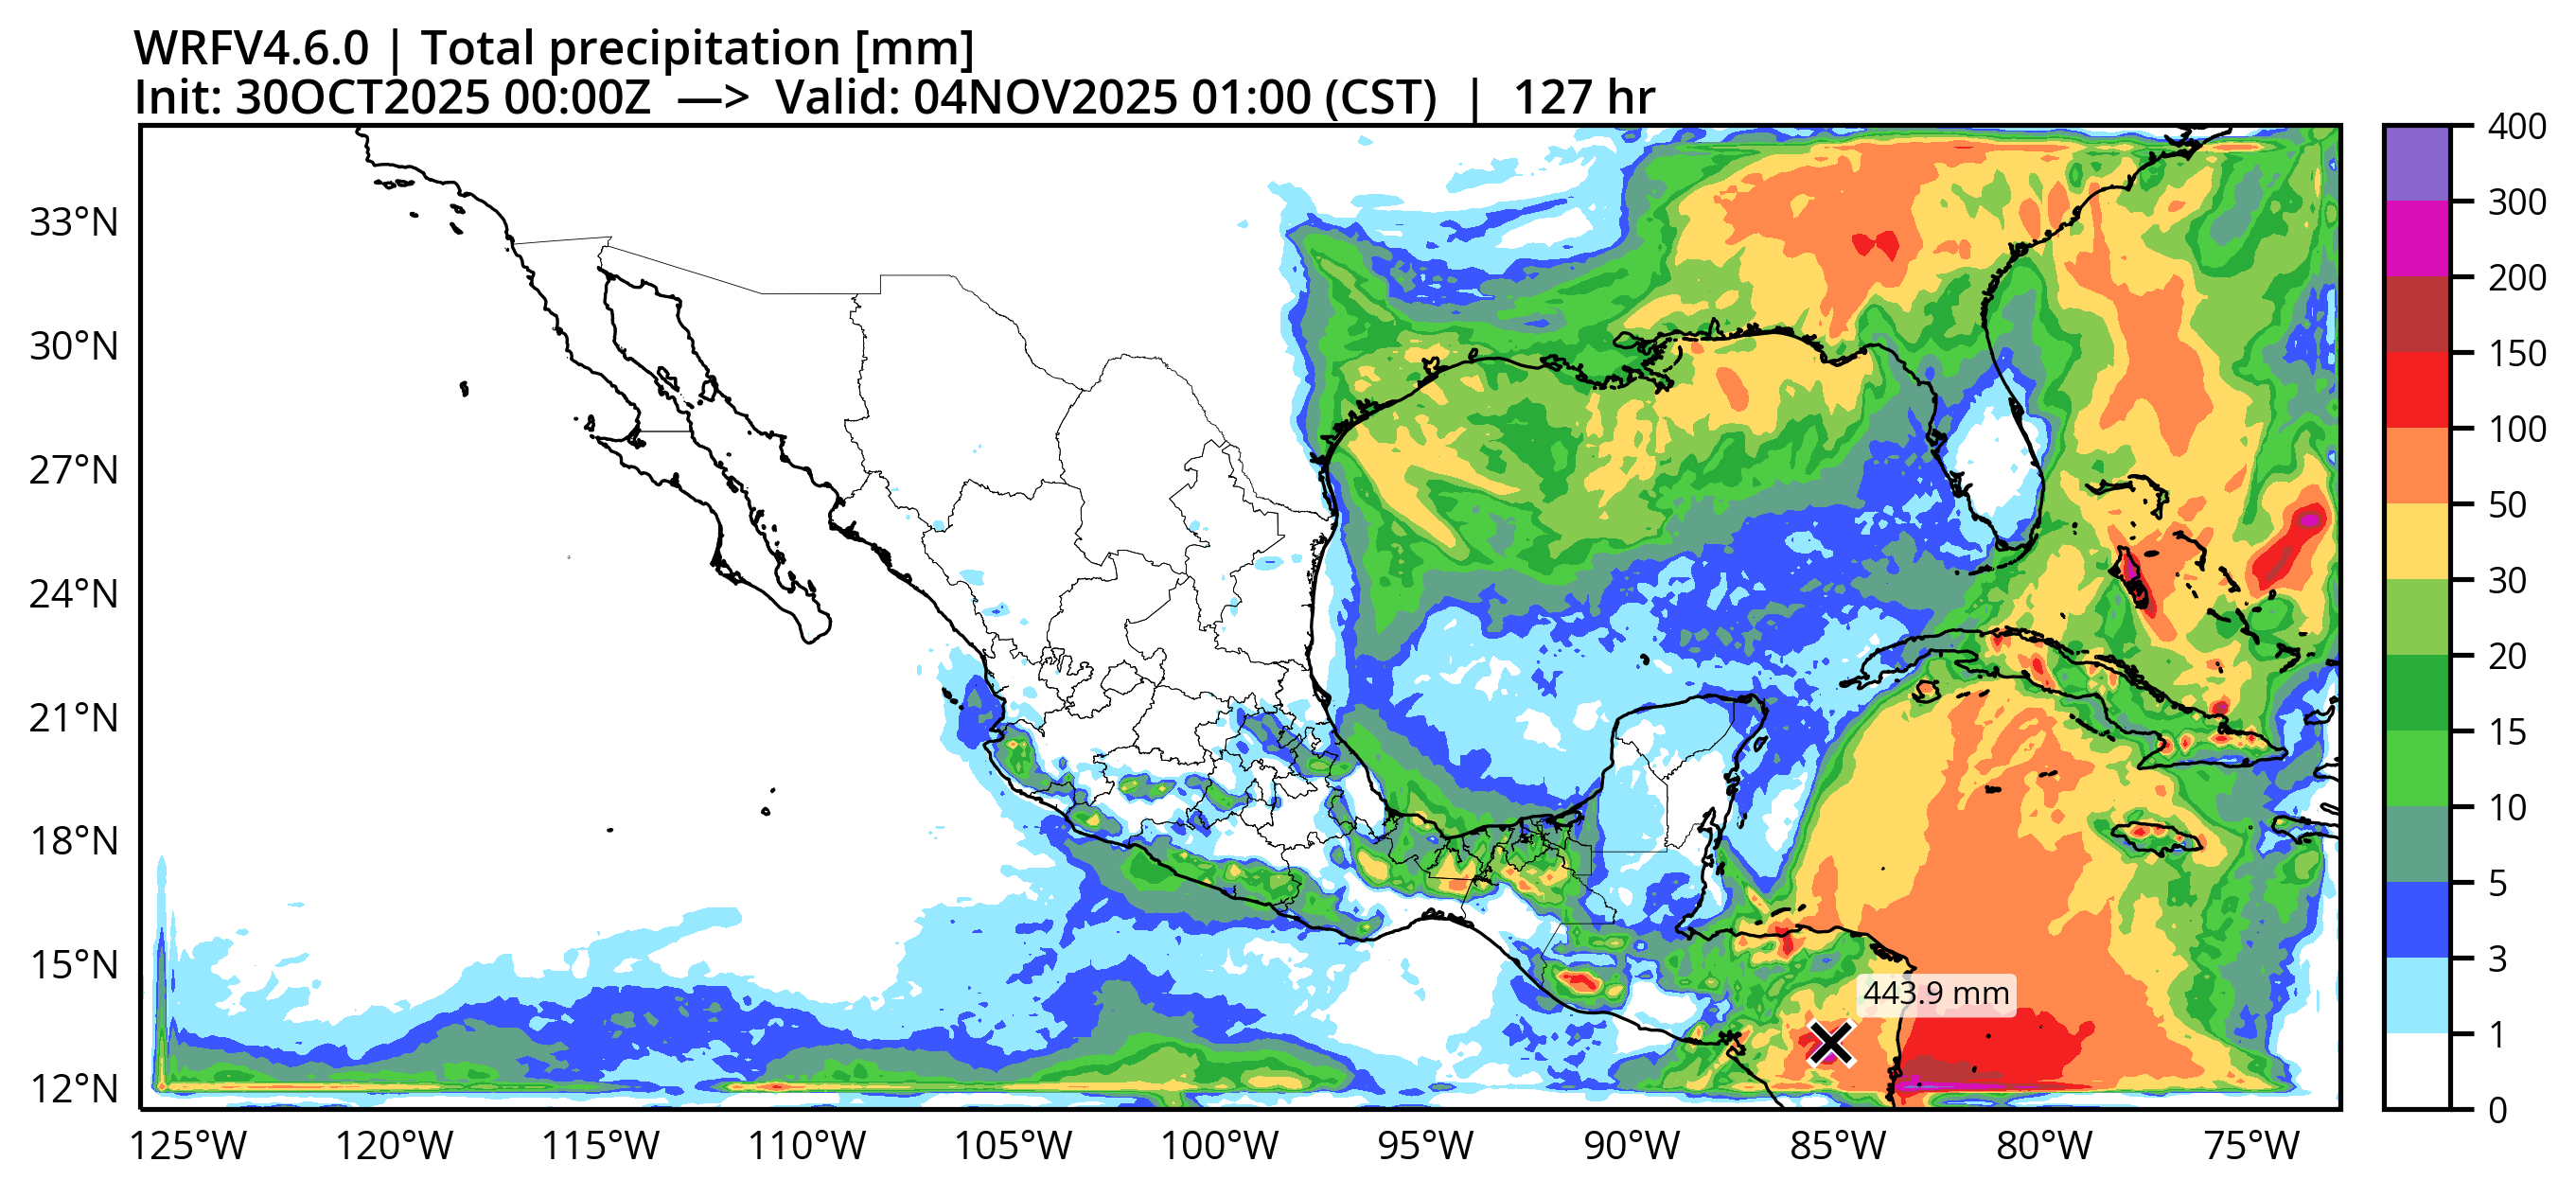 WRFV4.6.0 | Total precipitation [mm]
Init: 30OCT2025 00:00Z —> Valid: 04NOV2025 01:00 (CST) | 127 hr
33°N
30°N
27°N
24°N
21°N
18°N
15°N
12°N
125°W 120°W 115°W 110°W 105°W 100°W 95°W 90°W 85°W 80°W 75°W
443.9 mm
400
300
200
150
100
50
30
20
15
10
5
3
1
0